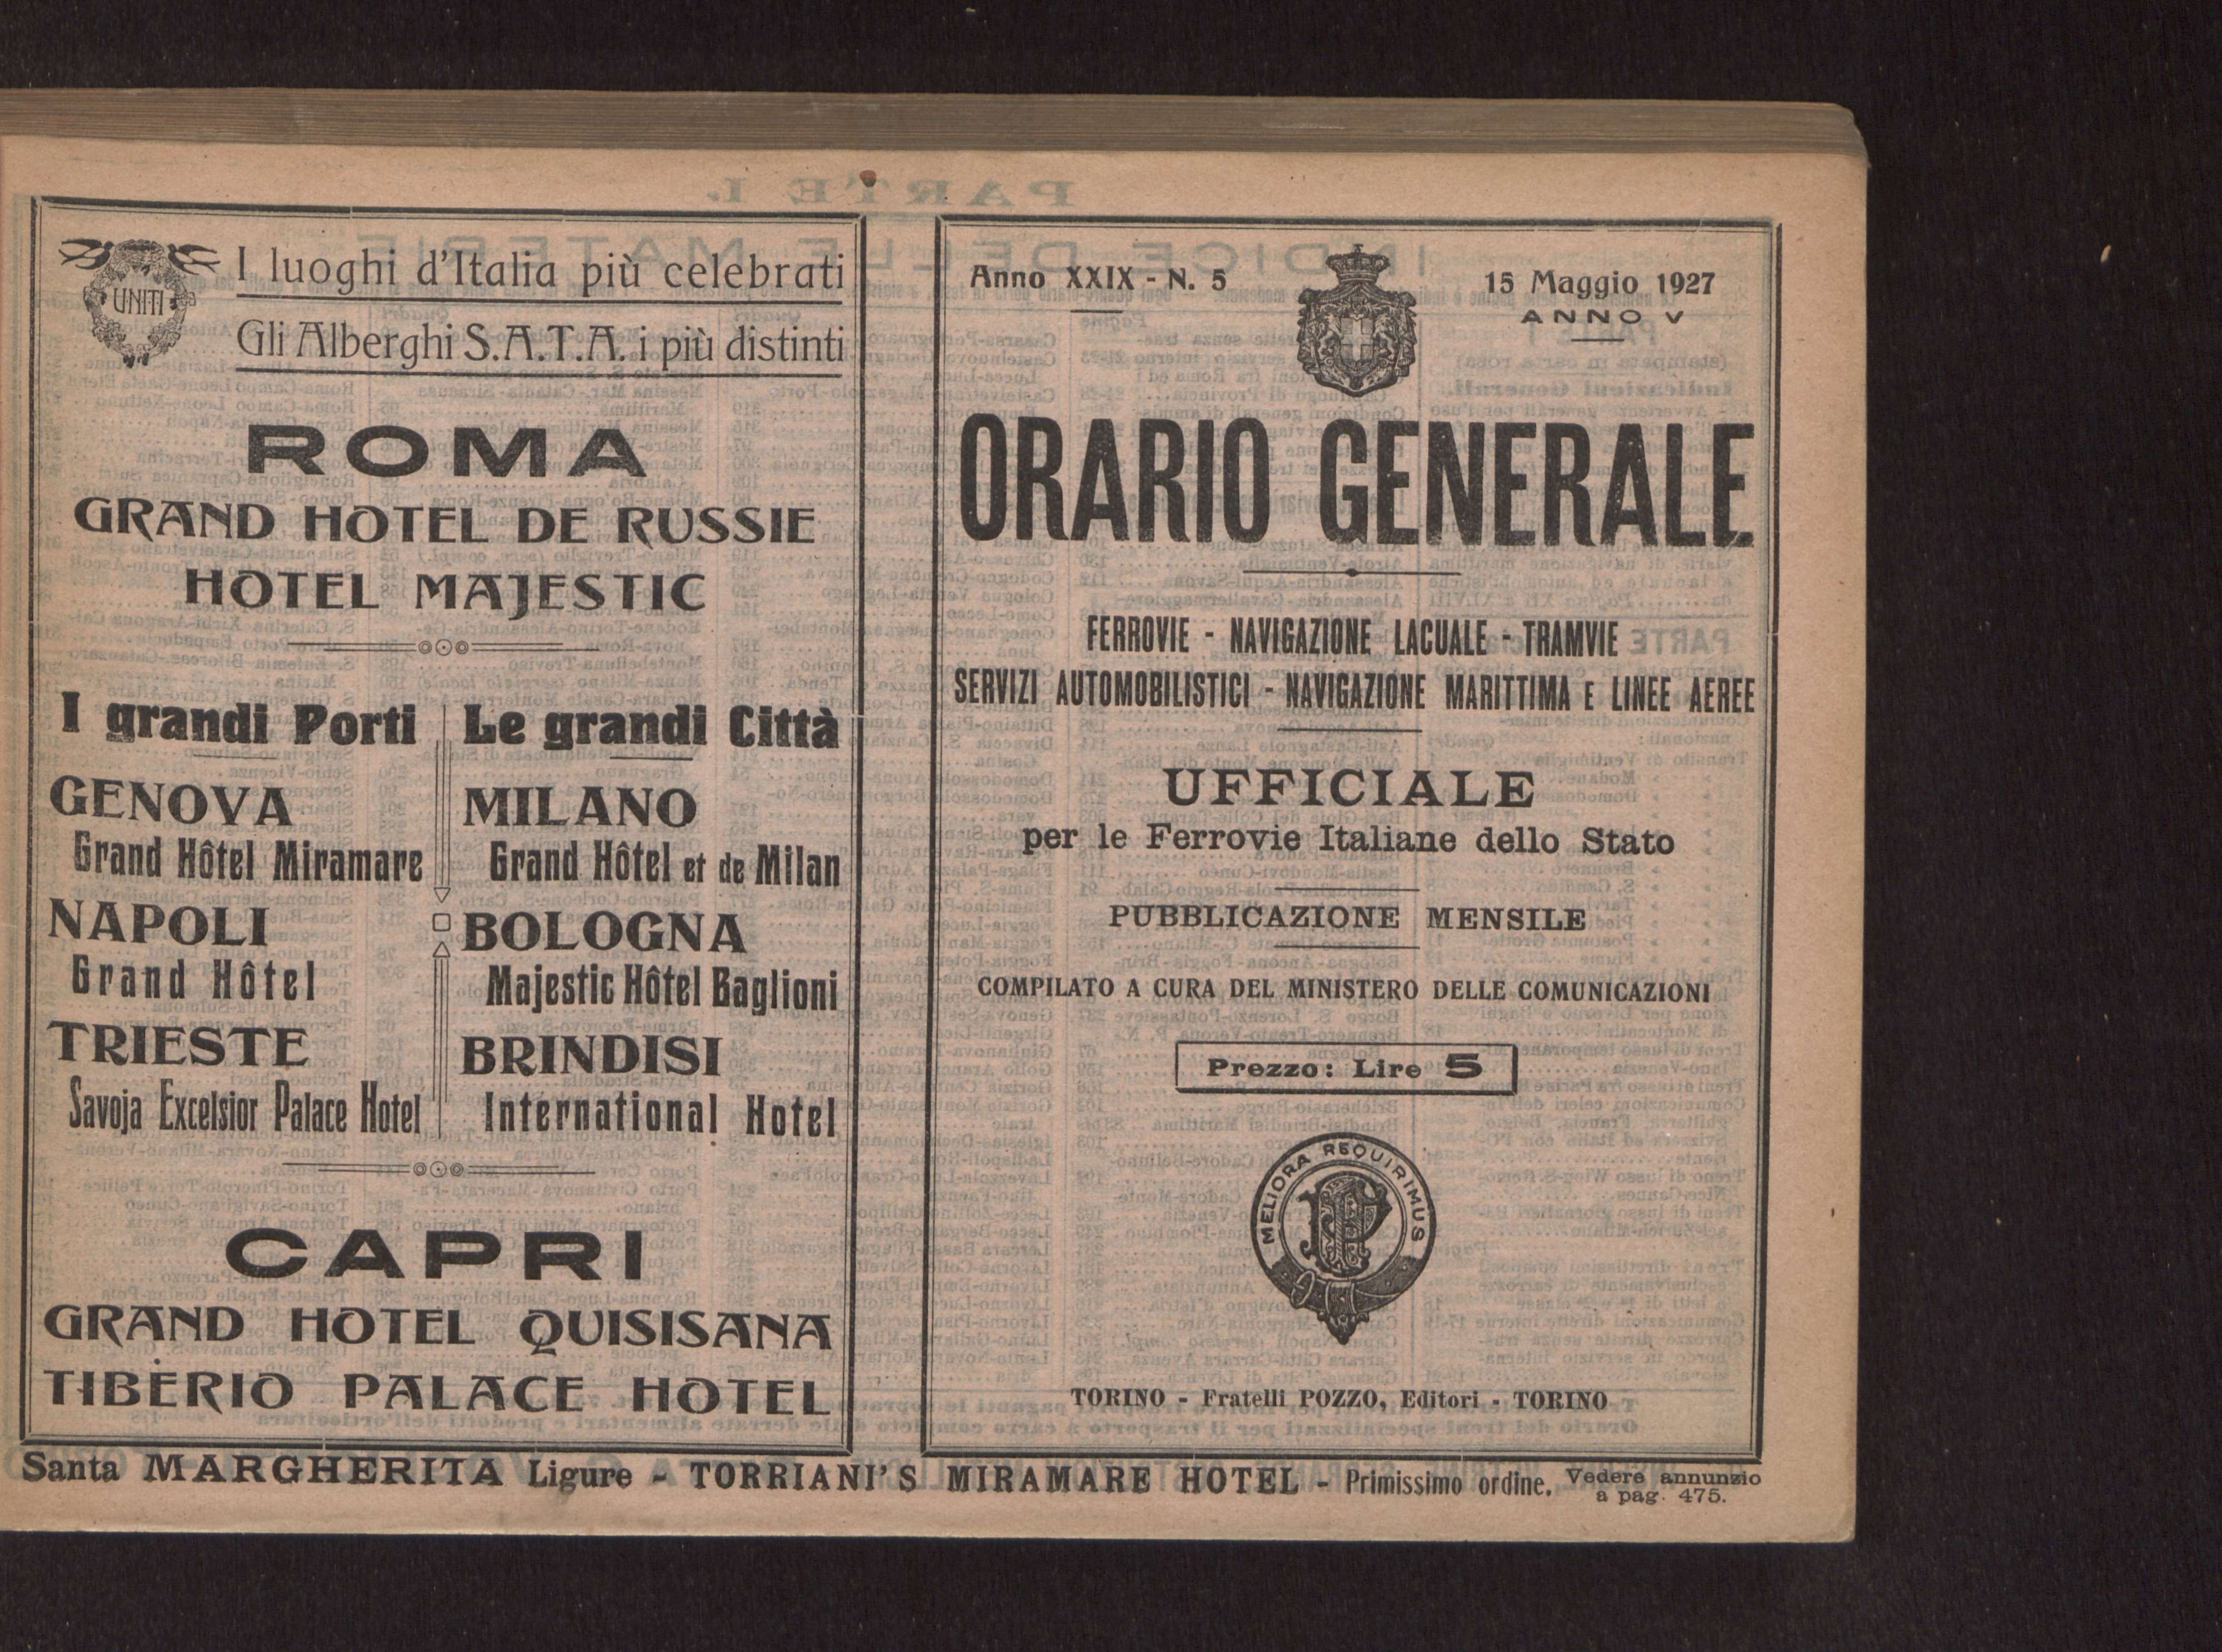 UNITI
I luoghi d'Italia più celebrati
Gli Alberghi S.A.T.A. i più distinti
ROMA
GRAND HOTEL DE RUSSIE
HOTEL MAJESTIC
I grandi Porti
GENOVA
Grand Hôtel Miramare
NAPOLI
Grand Hôtel
TRIESTE
Savoja Excelsior Palace Hotel
Le grandi Città
MILANO
Grand Hôtel et de Milan
BOLOGNA
Majestic Hôtel Baglioni
BRINDISI
International Hotel
CAPRI
GRAND HOTEL QUISISANA
TIBERIO PALACE HOTEL
Anno XXIX - N. 5
15 Maggio 1927
ANNO V
ORARIO GENERALE
FERROVIE - NAVIGAZIONE LACUALE - TRAMVIE
SERVIZI AUTOMOBILISTICI - NAVIGAZIONE MARITTIMA E LINEE AEREE
UFFICIALE
per le Ferrovie Italiane dello Stato
PUBBLICAZIONE MENSILE
COMPILATO A CURA DEL MINISTERO DELLE COMUNICAZIONI
Prezzo: Lire 5
MELIORA REQUIRIMUS
TORINO - Fratelli POZZO, Editori - TORINO
Santa MARGHERITA Ligure - TORRIANI'S MIRAMARE HOTEL - Primissimo ordine. Vedere annunzio
a pag. 475.